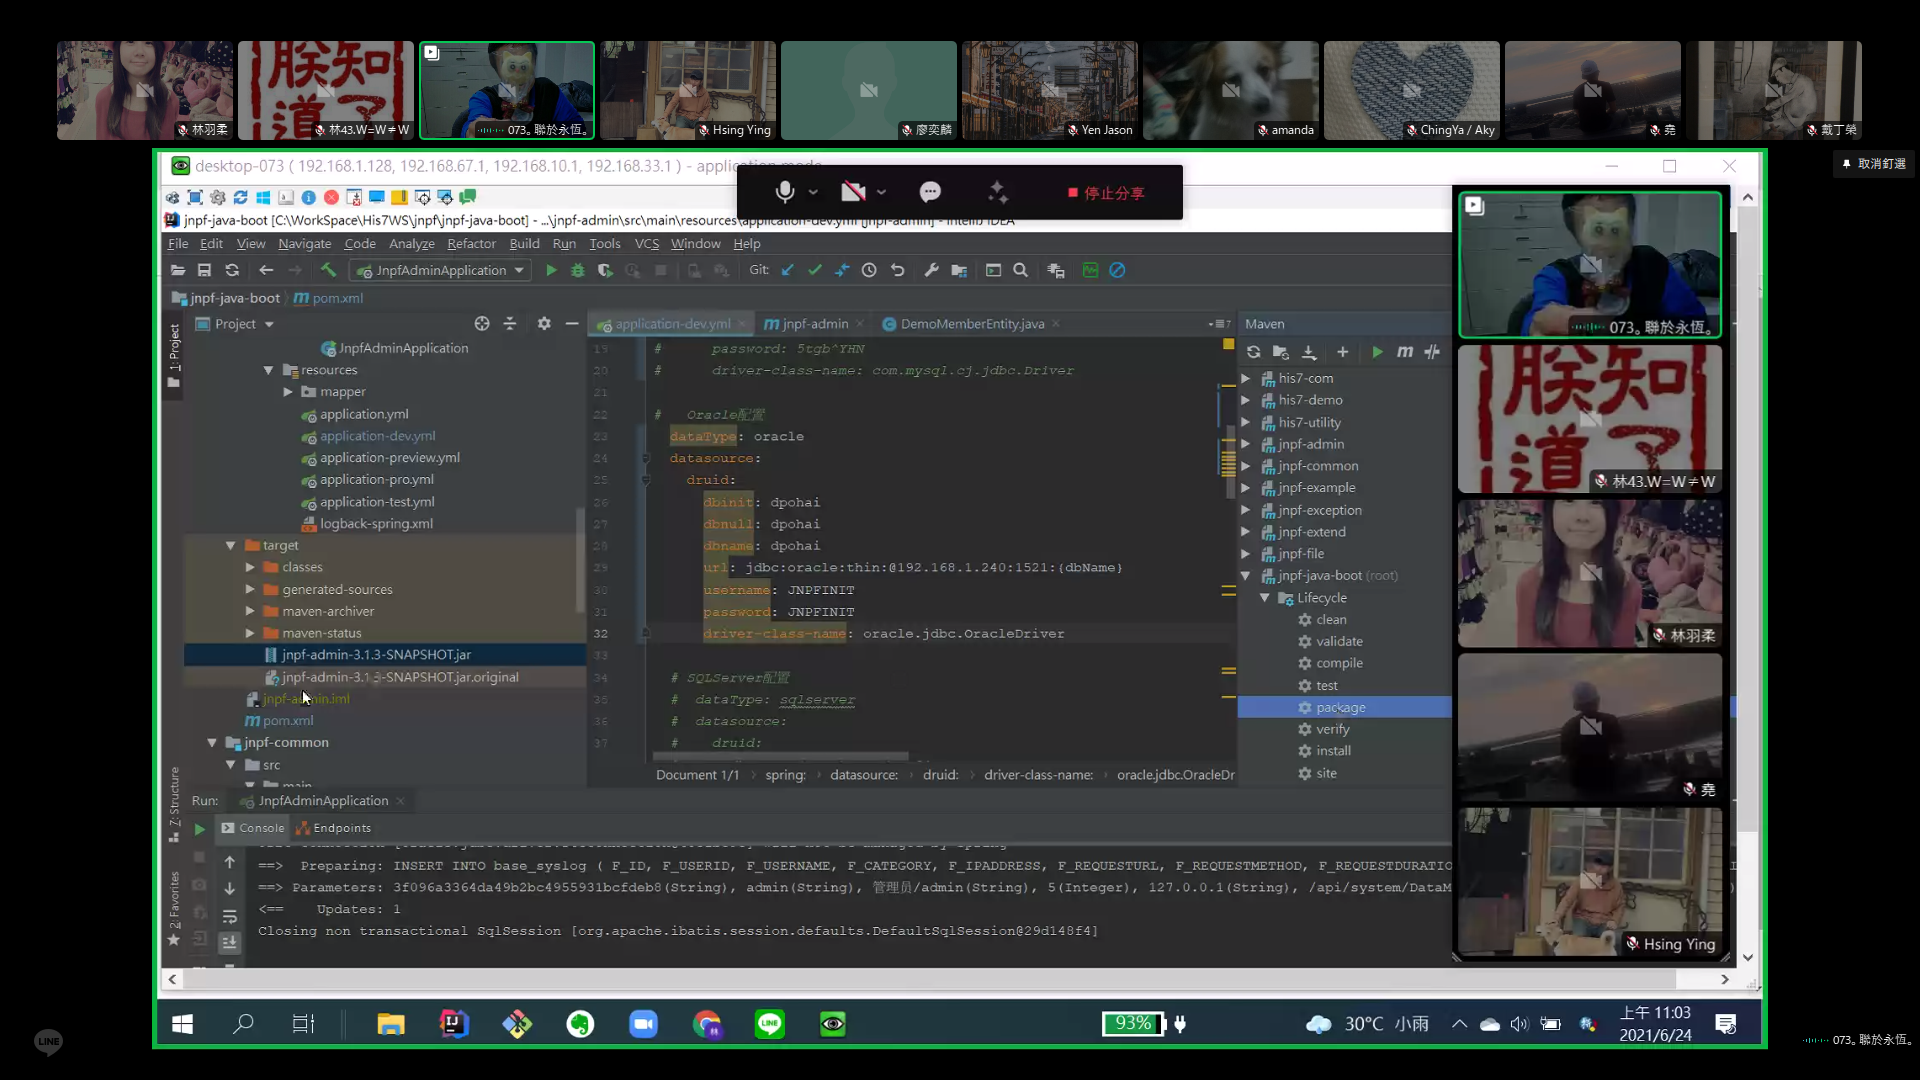 林羽柔
林43.W=W≠W
073。聯於永恆。
Hsing Ying
廖奕麟
Yen Jason
amanda
ChingYa / Aky
堯
戴丁榮
取消釘選
desktop-073 ( 192.168.1.128, 192.168.67.1, 192.168.10.1, 192.168.33.1 ) - application mode
停止分享
jnpf-java-boot [C:\WorkSpace\His7WS\jnpf\jnpf-java-boot] - ...\jnpf-admin\src\main\resources\application-dev.yml [jnpf-admin] - IntelliJ IDEA
File Edit View Navigate Code Analyze Refactor Build Run Tools VCS Window Help
JnpfAdminApplication
Git:
jnpf-java-boot
pom.xml
1: Project
Project
JnpfAdminApplication
resources
mapper
application.yml
application-dev.yml
application-preview.yml
application-pro.yml
application-test.yml
logback-spring.xml
target
classes
generated-sources
maven-archiver
maven-status
jnpf-admin-3.1.3-SNAPSHOT.jar
jnpf-admin-3.1.3-SNAPSHOT.jar.original
jnpf-admin.iml
pom.xml
jnpf-common
src
main
application-dev.yml
jnpf-admin
DemoMemberEntity.java
19 # password: 5tgb^YHN
20 # driver-class-name: com.mysql.cj.jdbc.Driver
21
22 # Oracle配置
23 dataType: oracle
24 datasource:
25 druid:
26 dbinit: dpohai
27 dbnull: dpohai
28 dbname: dpohai
29 url: jdbc:oracle:thin:@192.168.1.240:1521:{dbName}
30 username: JNPFINIT
31 password: JNPFINIT
32 driver-class-name: oracle.jdbc.OracleDriver
33
34 # SQLServer配置
35 # dataType: sqlserver
36 # datasource:
37 # druid:
Document 1/1 spring: datasource: druid: driver-class-name: oracle.jdbc.OracleDr
Maven
his7-com
his7-demo
his7-utility
jnpf-admin
jnpf-common
jnpf-example
jnpf-exception
jnpf-extend
jnpf-file
jnpf-java-boot (root)
Lifecycle
clean
validate
compile
test
package
verify
install
site
073。聯於永恆。
林43.W=W≠W
林羽柔
堯
Hsing Ying
7: Structure
2: Favorites
Run:
JnpfAdminApplication
Console
Endpoints
==> Preparing: INSERT INTO base_syslog ( F_ID, F_USERID, F_USERNAME, F_CATEGORY, F_IPADDRESS, F_REQUESTURL, F_REQUESTMETHOD, F_REQUESTDURATIO
==> Parameters: 3f096a3364da49b2bc4955931bcfdeb8(String), admin(String), 管理员/admin(String), 5(Integer), 127.0.0.1(String), /api/system/DataM
<== Updates: 1
Closing non transactional SqlSession [org.apache.ibatis.session.defaults.DefaultSqlSession@29d148f4]
93%
30°C 小雨
上午 11:03
2021/6/24
LINE
073。聯於永恆。
朕知道了
朕知道了